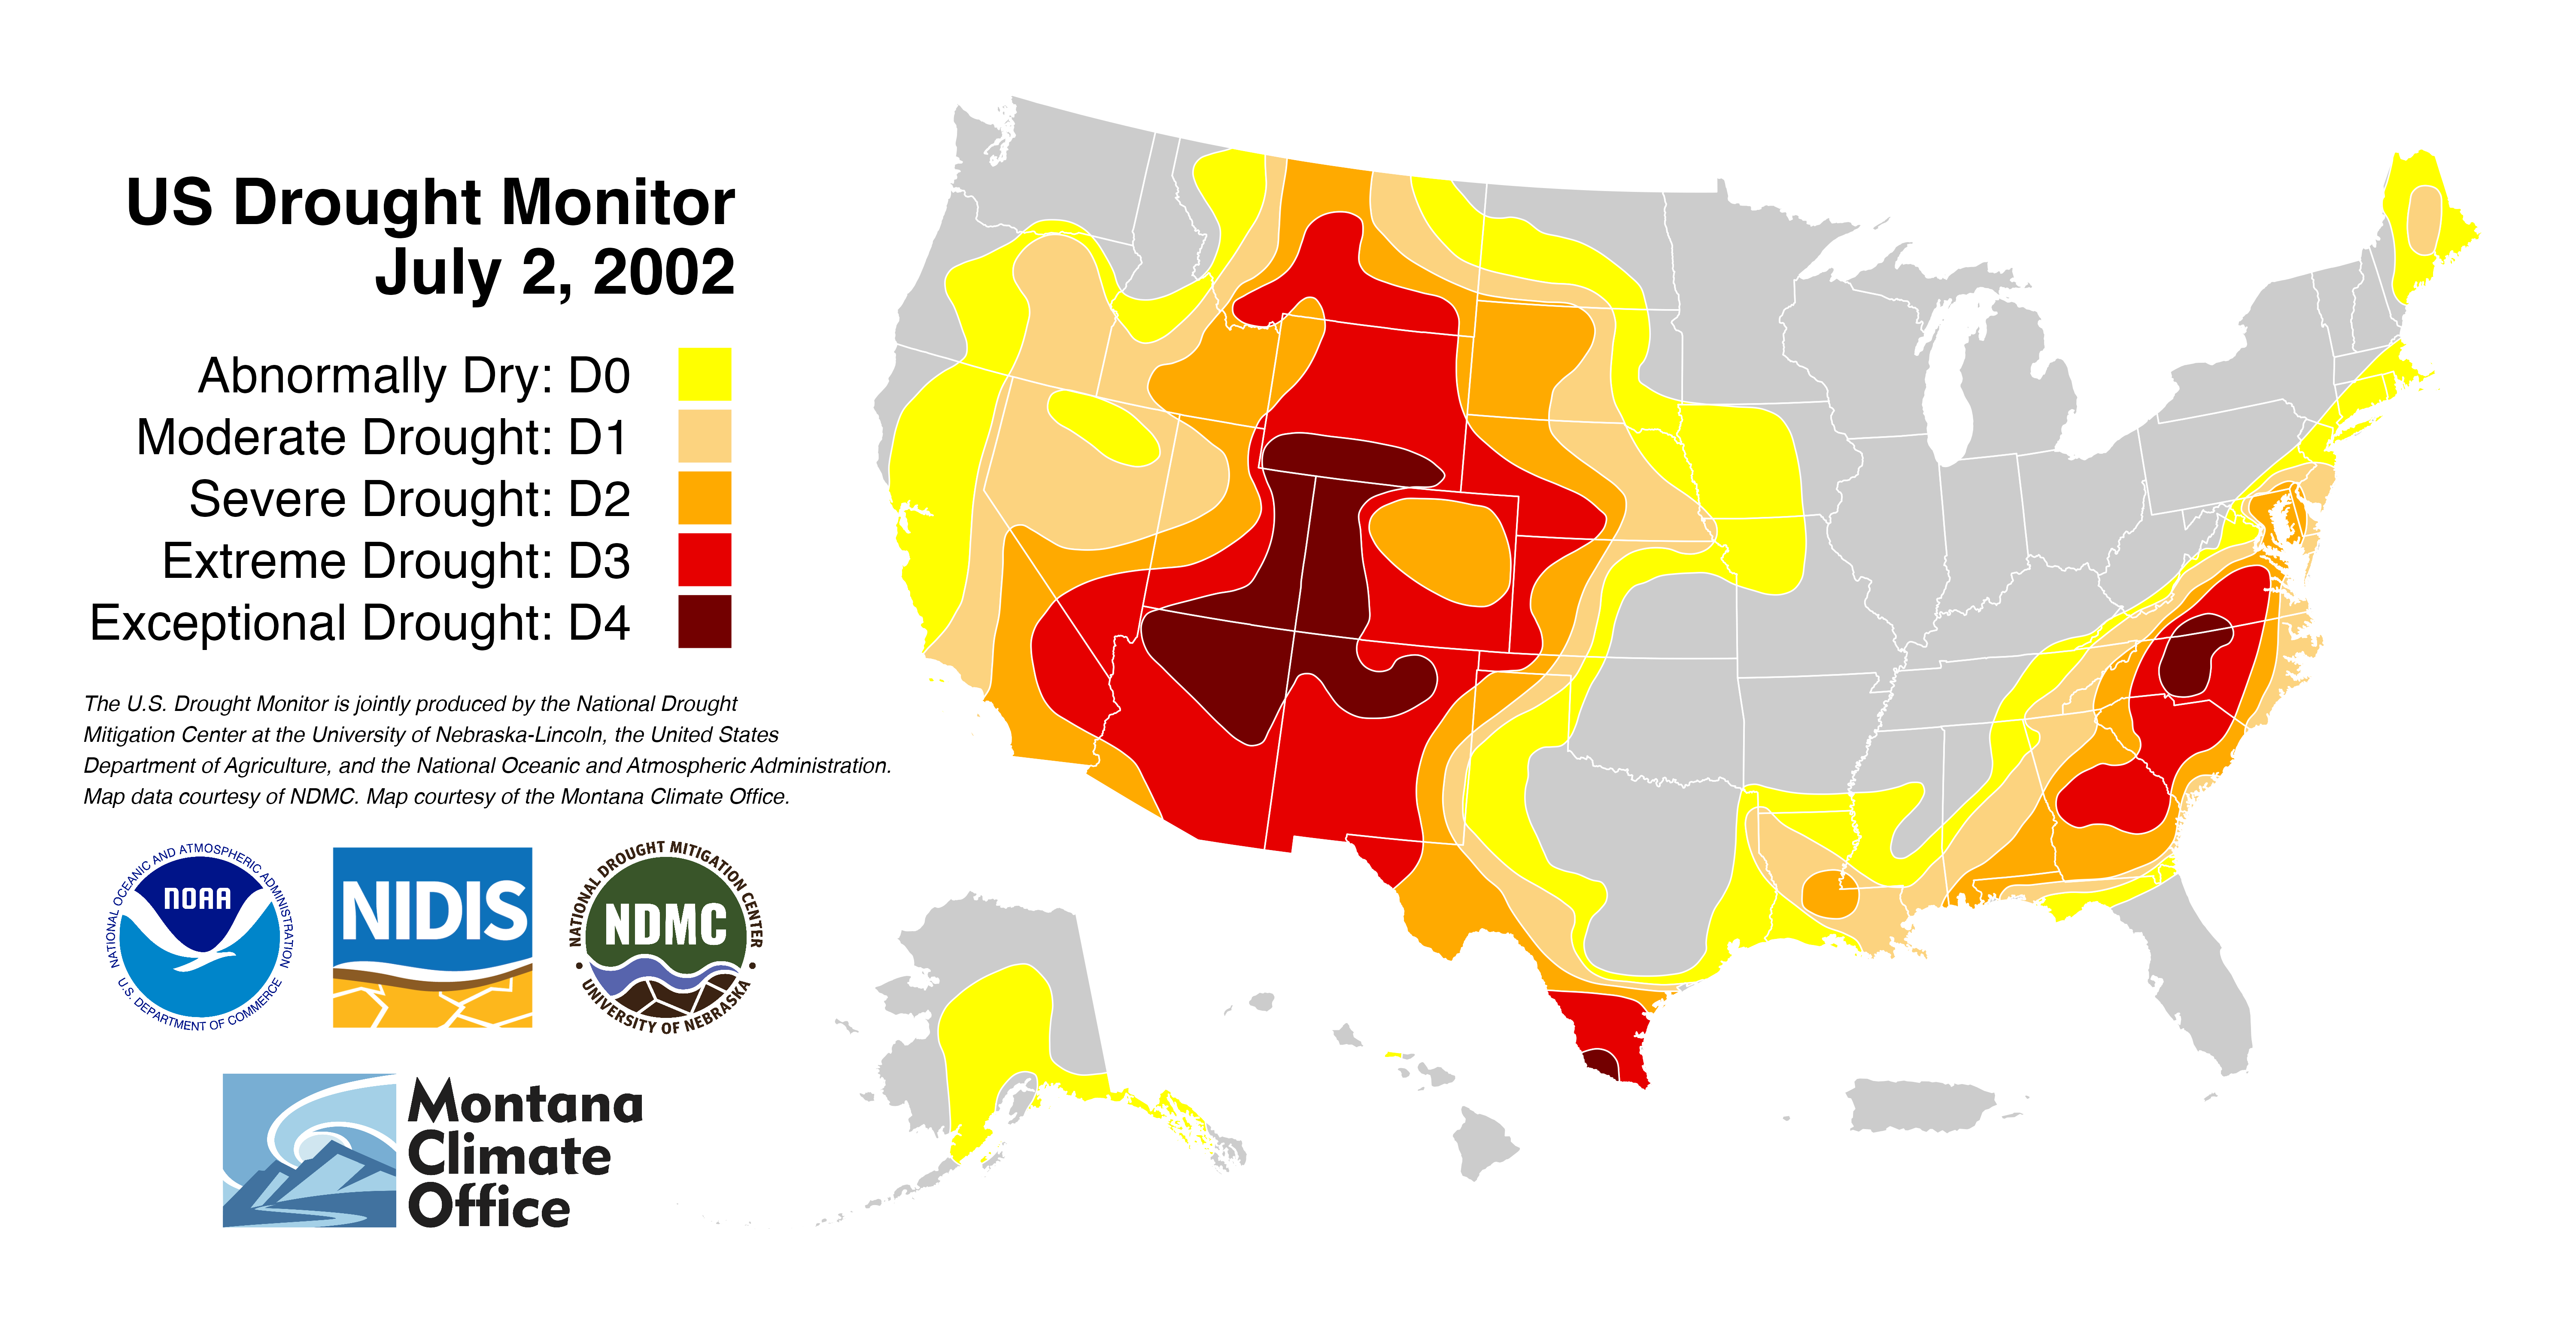 US Drought Monitor
July 2, 2002
Abnormally Dry: D0
Moderate Drought: D1
Severe Drought: D2
Extreme Drought: D3
Exceptional Drought: D4
The U.S. Drought Monitor is jointly produced by the National Drought
Mitigation Center at the University of Nebraska-Lincoln, the United States
Department of Agriculture, and the National Oceanic and Atmospheric Administration.
Map data courtesy of NDMC. Map courtesy of the Montana Climate Office.
NATIONAL OCEANIC AND ATMOSPHERIC ADMINISTRATION
NOAA
U.S. DEPARTMENT OF COMMERCE
NIDIS
NATIONAL DROUGHT MITIGATION CENTER
NDMC
UNIVERSITY OF NEBRASKA
Montana
Climate
Office